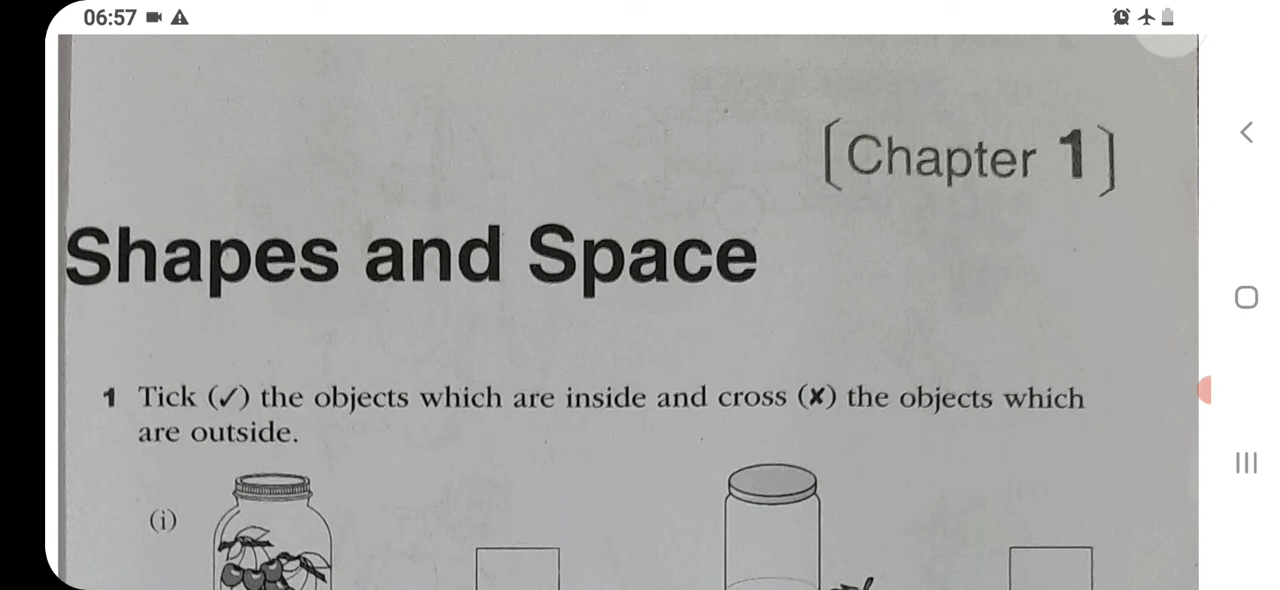 06:57
[Chapter 1]
Shapes and Space
1 Tick (✓) the objects which are inside and cross (✗) the objects which
are outside.
(i)